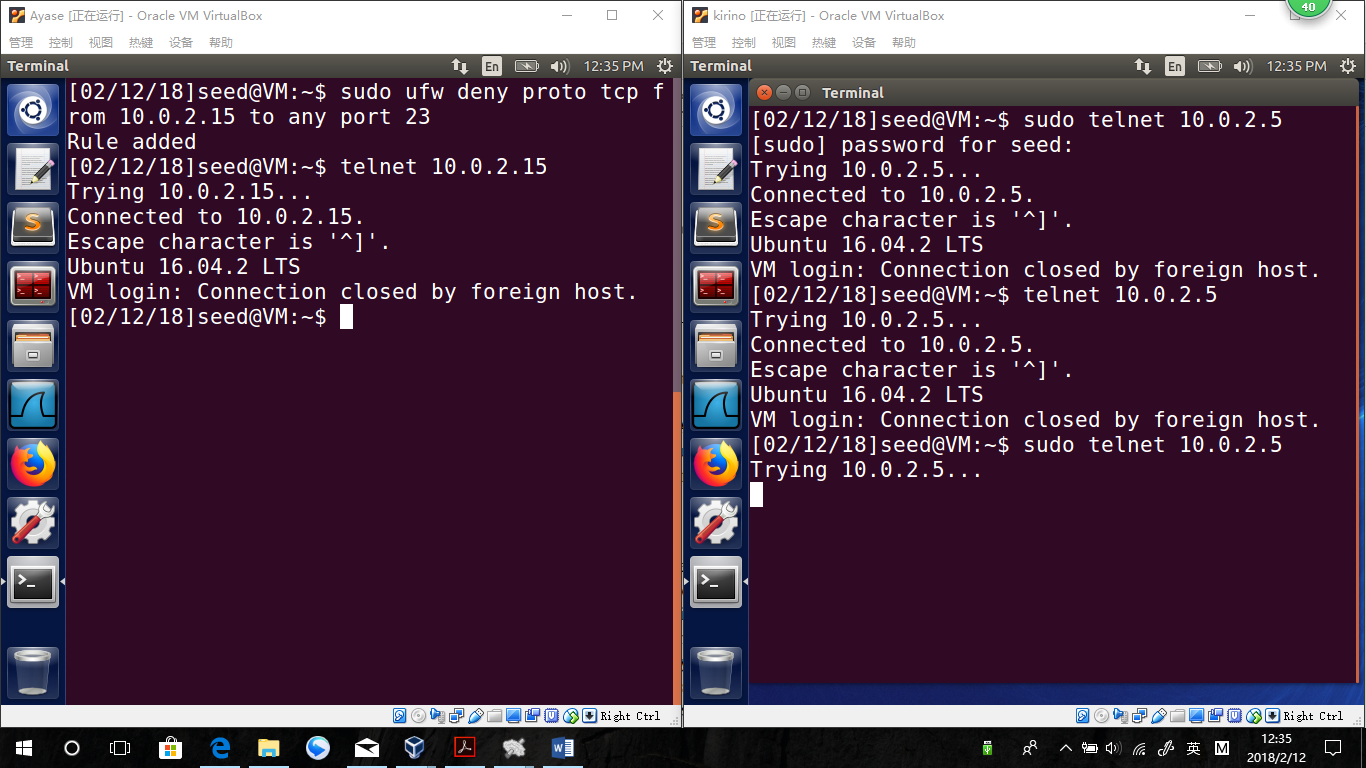 Ayase [正在运行] - Oracle VM VirtualBox
管理 控制 视图 热键 设备 帮助
Terminal En 12:35 PM
[02/12/18]seed@VM:~$ sudo ufw deny proto tcp f
rom 10.0.2.15 to any port 23
Rule added
[02/12/18]seed@VM:~$ telnet 10.0.2.15
Trying 10.0.2.15...
Connected to 10.0.2.15.
Escape character is '^]'.
Ubuntu 16.04.2 LTS
VM login: Connection closed by foreign host.
[02/12/18]seed@VM:~$
Right Ctrl
kirino [正在运行] - Oracle VM VirtualBox
40
管理 控制 视图 热键 设备 帮助
Terminal En 12:35 PM
Terminal
[02/12/18]seed@VM:~$ sudo telnet 10.0.2.5
[sudo] password for seed:
Trying 10.0.2.5...
Connected to 10.0.2.5.
Escape character is '^]'.
Ubuntu 16.04.2 LTS
VM login: Connection closed by foreign host.
[02/12/18]seed@VM:~$ telnet 10.0.2.5
Trying 10.0.2.5...
Connected to 10.0.2.5.
Escape character is '^]'.
Ubuntu 16.04.2 LTS
VM login: Connection closed by foreign host.
[02/12/18]seed@VM:~$ sudo telnet 10.0.2.5
Trying 10.0.2.5...
Right Ctrl
英 M 12:35
2018/2/12